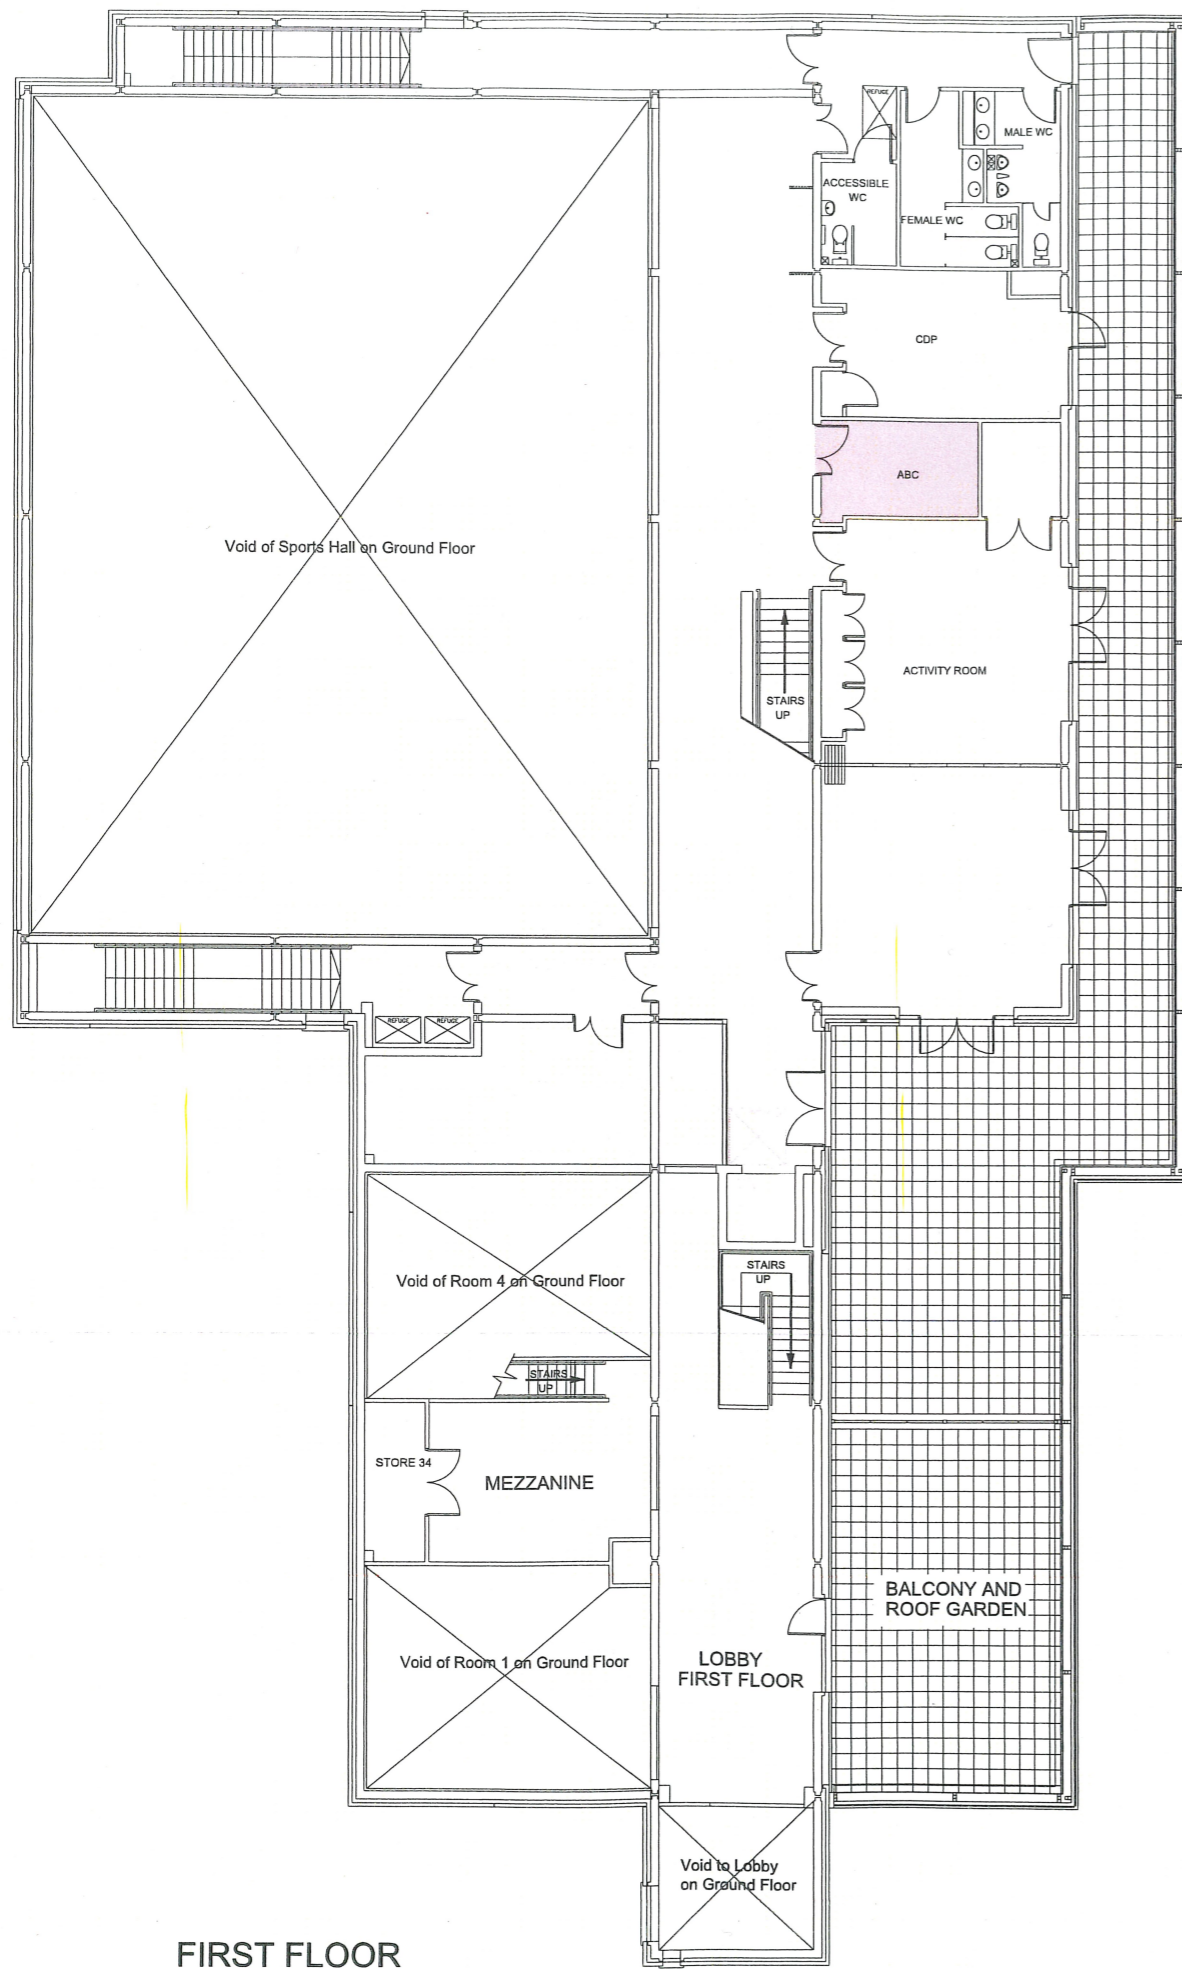 REFUGE
MALE WC
ACCESSIBLE
WC
FEMALE WC
CDP
ABC
Void of Sports Hall on Ground Floor
ACTIVITY ROOM
STAIRS
UP
REFUGE
REFUGE
STAIRS
UP
Void of Room 4 on Ground Floor
STAIRS
UP
STORE 34
MEZZANINE
BALCONY AND
ROOF GARDEN
LOBBY
FIRST FLOOR
Void of Room 1 on Ground Floor
Void to Lobby
on Ground Floor
FIRST FLOOR